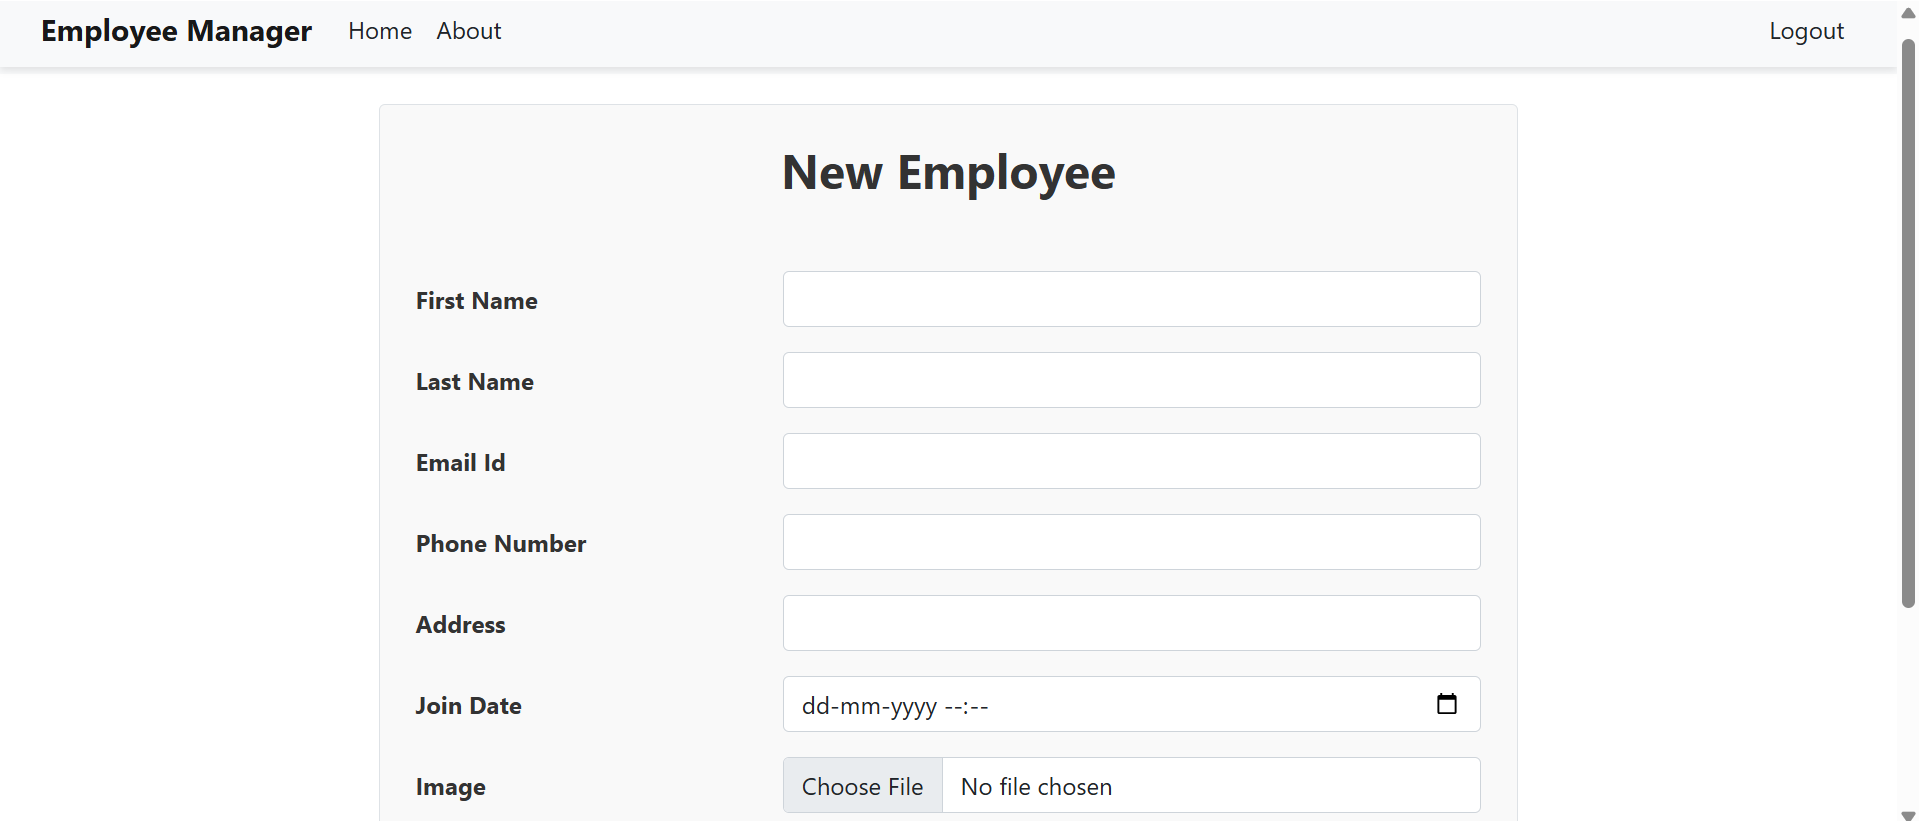 Employee Manager Home About Logout
New Employee
First Name
Last Name
Email Id
Phone Number
Address
Join Date dd-mm-yyyy --:--
Image Choose File No file chosen